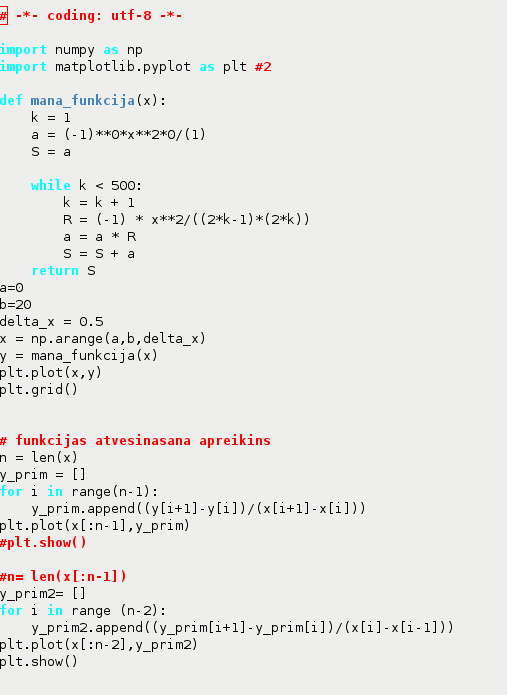 # -*- coding: utf-8 -*-
import numpy as np
import matplotlib.pyplot as plt #2
def mana_funkcija(x):
    k = 1
    a = (-1)**0*x**2*0/(1)
    S = a
    while k < 500:
        k = k + 1
        R = (-1) * x**2/((2*k-1)*(2*k))
        a = a * R
        S = S + a
    return S
a=0
b=20
delta_x = 0.5
x = np.arange(a,b,delta_x)
y = mana_funkcija(x)
plt.plot(x,y)
plt.grid()
# funkcijas atvesinasana apreikins
n = len(x)
y_prim = []
for i in range(n-1):
    y_prim.append((y[i+1]-y[i])/(x[i+1]-x[i]))
plt.plot(x[:n-1],y_prim)
#plt.show()
#n= len(x[:n-1])
y_prim2= []
for i in range (n-2):
    y_prim2.append((y_prim[i+1]-y_prim[i])/(x[i]-x[i-1]))
plt.plot(x[:n-2],y_prim2)
plt.show()